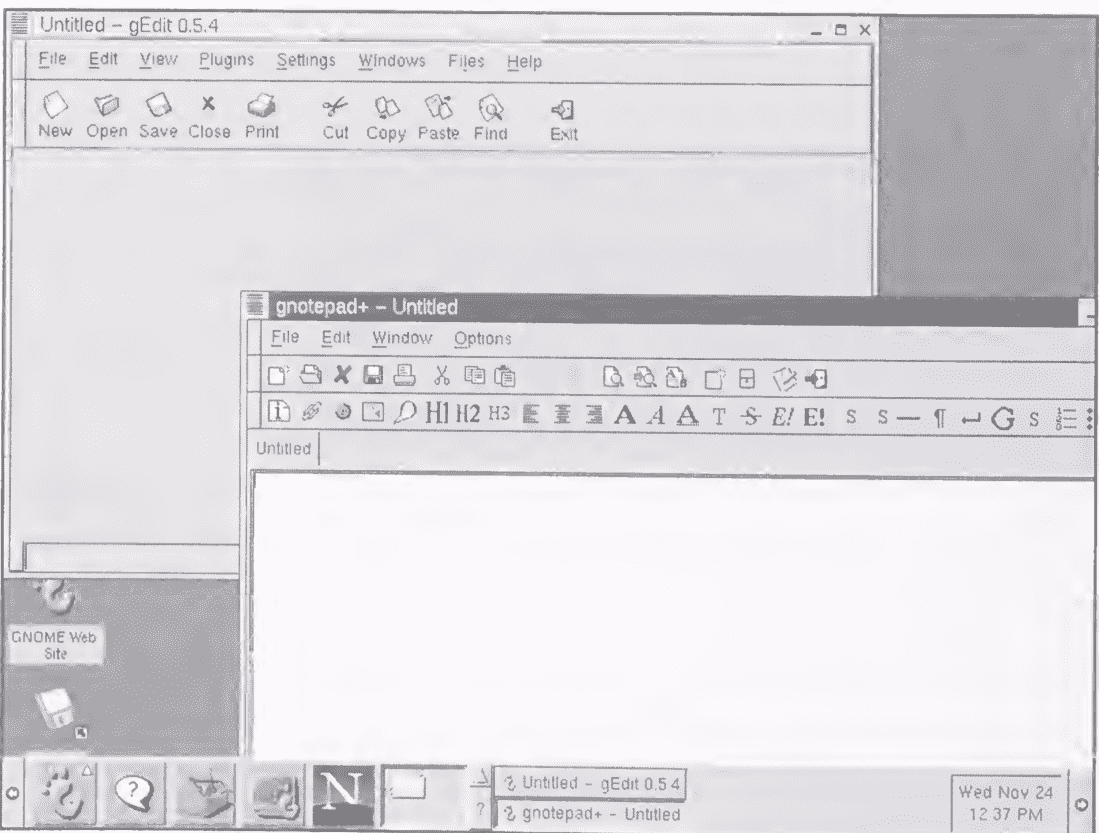 Untitled – gEdit 0.5.4
File Edit View Plugins Settings Windows Files Help
New Open Save Close Print Cut Copy Paste Find Exit
gnotepad+ – Untitled
File Edit Window Options
H1 H2 H3 A A A T S E! E! S S ¶ G S
Untitled
GNOME Web
Site
N
?
Untitled – gEdit 0.5.4
?
gnotepad+ – Untitled
Wed Nov 24
12 37 PM